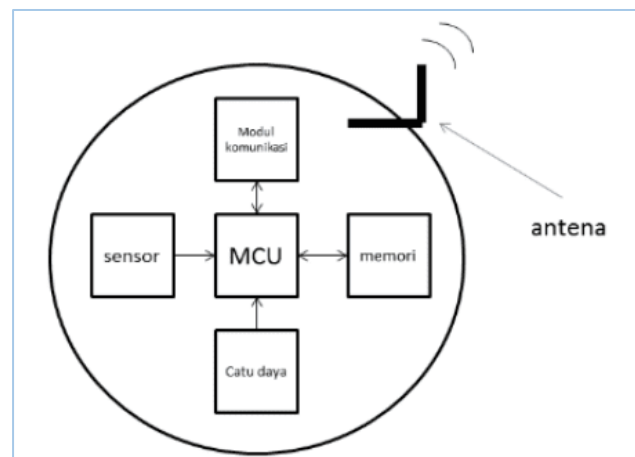 Modul
komunikasi
sensor
MCU
memori
antena
Catu daya